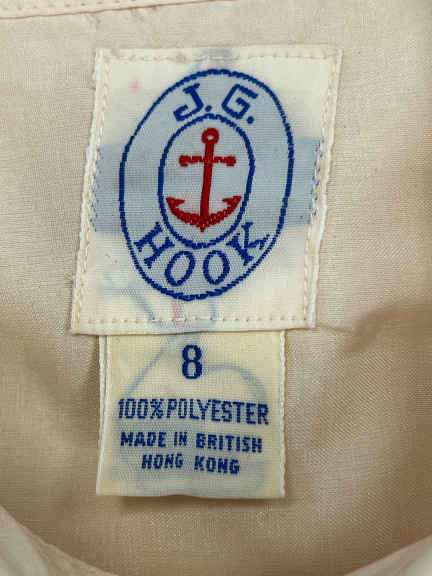 J.G.
HOOK
8
100% POLYESTER
MADE IN BRITISH
HONG KONG